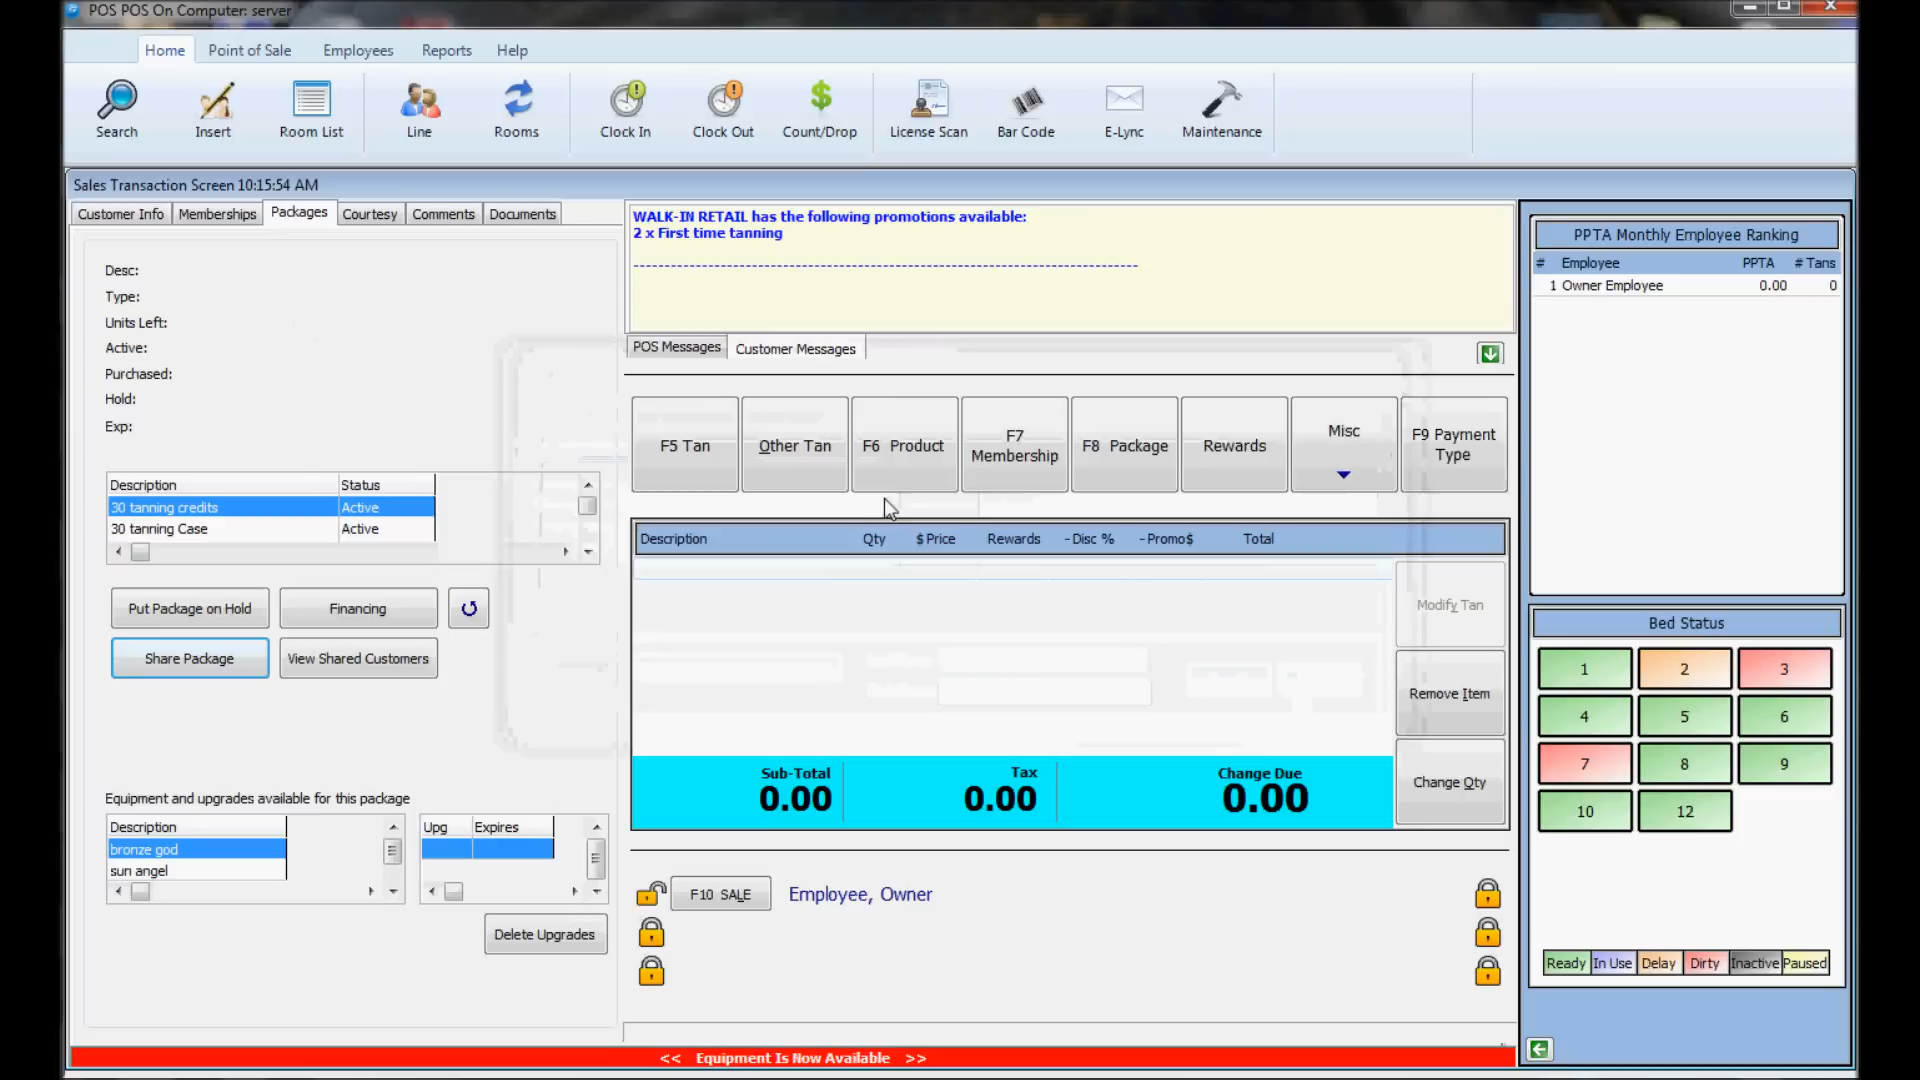 POS POS On Computer: server
Home Point of Sale Employees Reports Help
Search Insert Room List Line Rooms Clock In Clock Out Count/Drop License Scan Bar Code E-Lync Maintenance
Sales Transaction Screen 10:15:54 AM
Customer Info Memberships Packages Courtesy Comments Documents
Desc:
Type:
Units Left:
Active:
Purchased:
Hold:
Exp:
Description Status
30 tanning credits Active
30 tanning Case Active
Put Package on Hold Financing
Share Package View Shared Customers
Equipment and upgrades available for this package
Description
bronze god
sun angel
Upg Expires
Delete Upgrades
WALK-IN RETAIL has the following promotions available:
2 x First time tanning
--------------------------------------------------------------------------------
POS Messages Customer Messages
F5 Tan
Other Tan
F6 Product
F7
Membership
F8 Package
Rewards
Misc
F9 Payment
Type
Description Qty $ Price Rewards - Disc % - Promo$ Total
Modify Tan
Remove Item
Change Qty
Sub-Total Tax Change Due
0.00 0.00 0.00
F10 SALE Employee, Owner
PPTA Monthly Employee Ranking
# Employee PPTA # Tans
1 Owner Employee 0.00 0
Bed Status
1 2 3
4 5 6
7 8 9
10 12
Ready In Use Delay Dirty Inactive Paused
<< Equipment Is Now Available >>